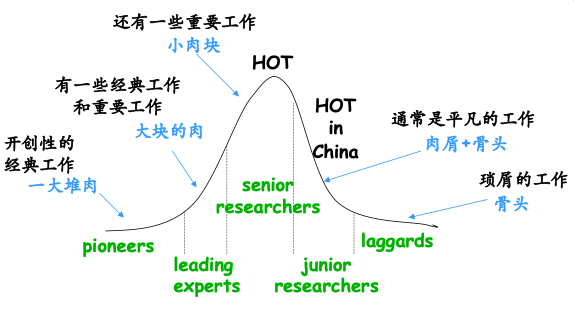 还有一些重要工作
小肉块
HOT
有一些经典工作
和重要工作
大块的肉
HOT
in
China
通常是平凡的工作
肉屑+骨头
开创性的
经典工作
一大堆肉
琐屑的工作
骨头
senior
researchers
pioneers
laggards
leading
experts
junior
researchers